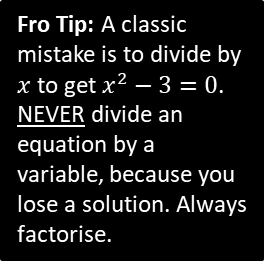 Fro Tip: A classic
mistake is to divide by
𝑥 to get 𝑥² − 3 = 0.
NEVER divide an
equation by a
variable, because you
lose a solution. Always
factorise.